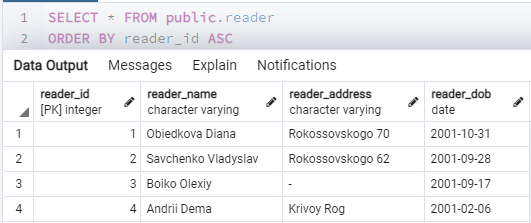 1 SELECT * FROM public.reader
2 ORDER BY reader_id ASC
Data Output Messages Explain Notifications
reader_id reader_name reader_address reader_dob
[PK] integer character varying character varying date
1 1 Obiedkova Diana Rokossovskogo 70 2001-10-31
2 2 Savchenko Vladyslav Rokossovskogo 62 2001-09-28
3 3 Boiko Olexiy - 2001-09-17
4 4 Andrii Dema Krivoy Rog 2001-02-06